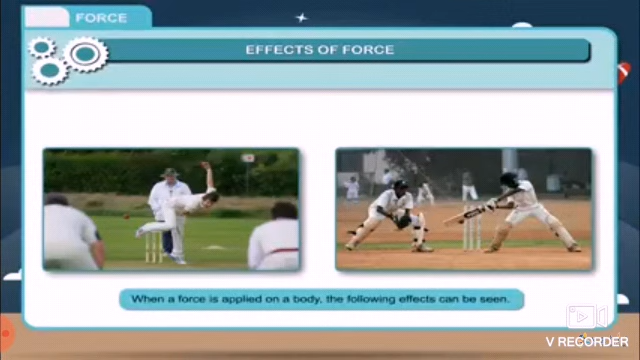 FORCE
EFFECTS OF FORCE
When a force is applied on a body, the following effects can be seen.
V RECORDER